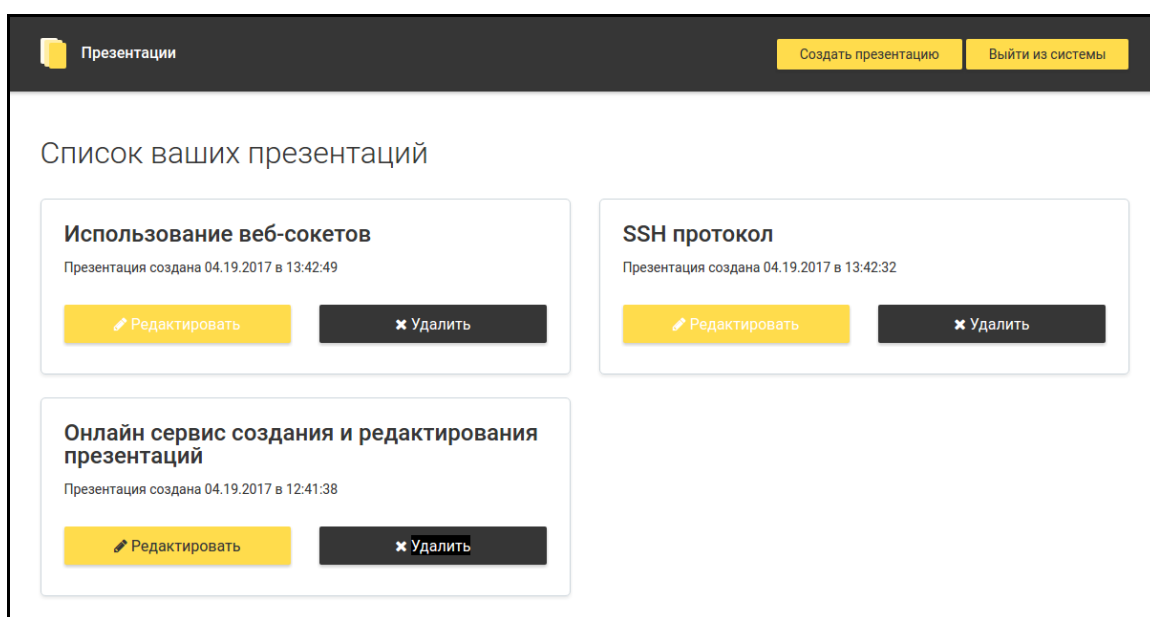 Презентации
Создать презентацию
Выйти из системы
Список ваших презентаций
Использование веб-сокетов
Презентация создана 04.19.2017 в 13:42:49
Редактировать
Удалить
SSH протокол
Презентация создана 04.19.2017 в 13:42:32
Редактировать
Удалить
Онлайн сервис создания и редактирования
презентаций
Презентация создана 04.19.2017 в 12:41:38
Редактировать
Удалить